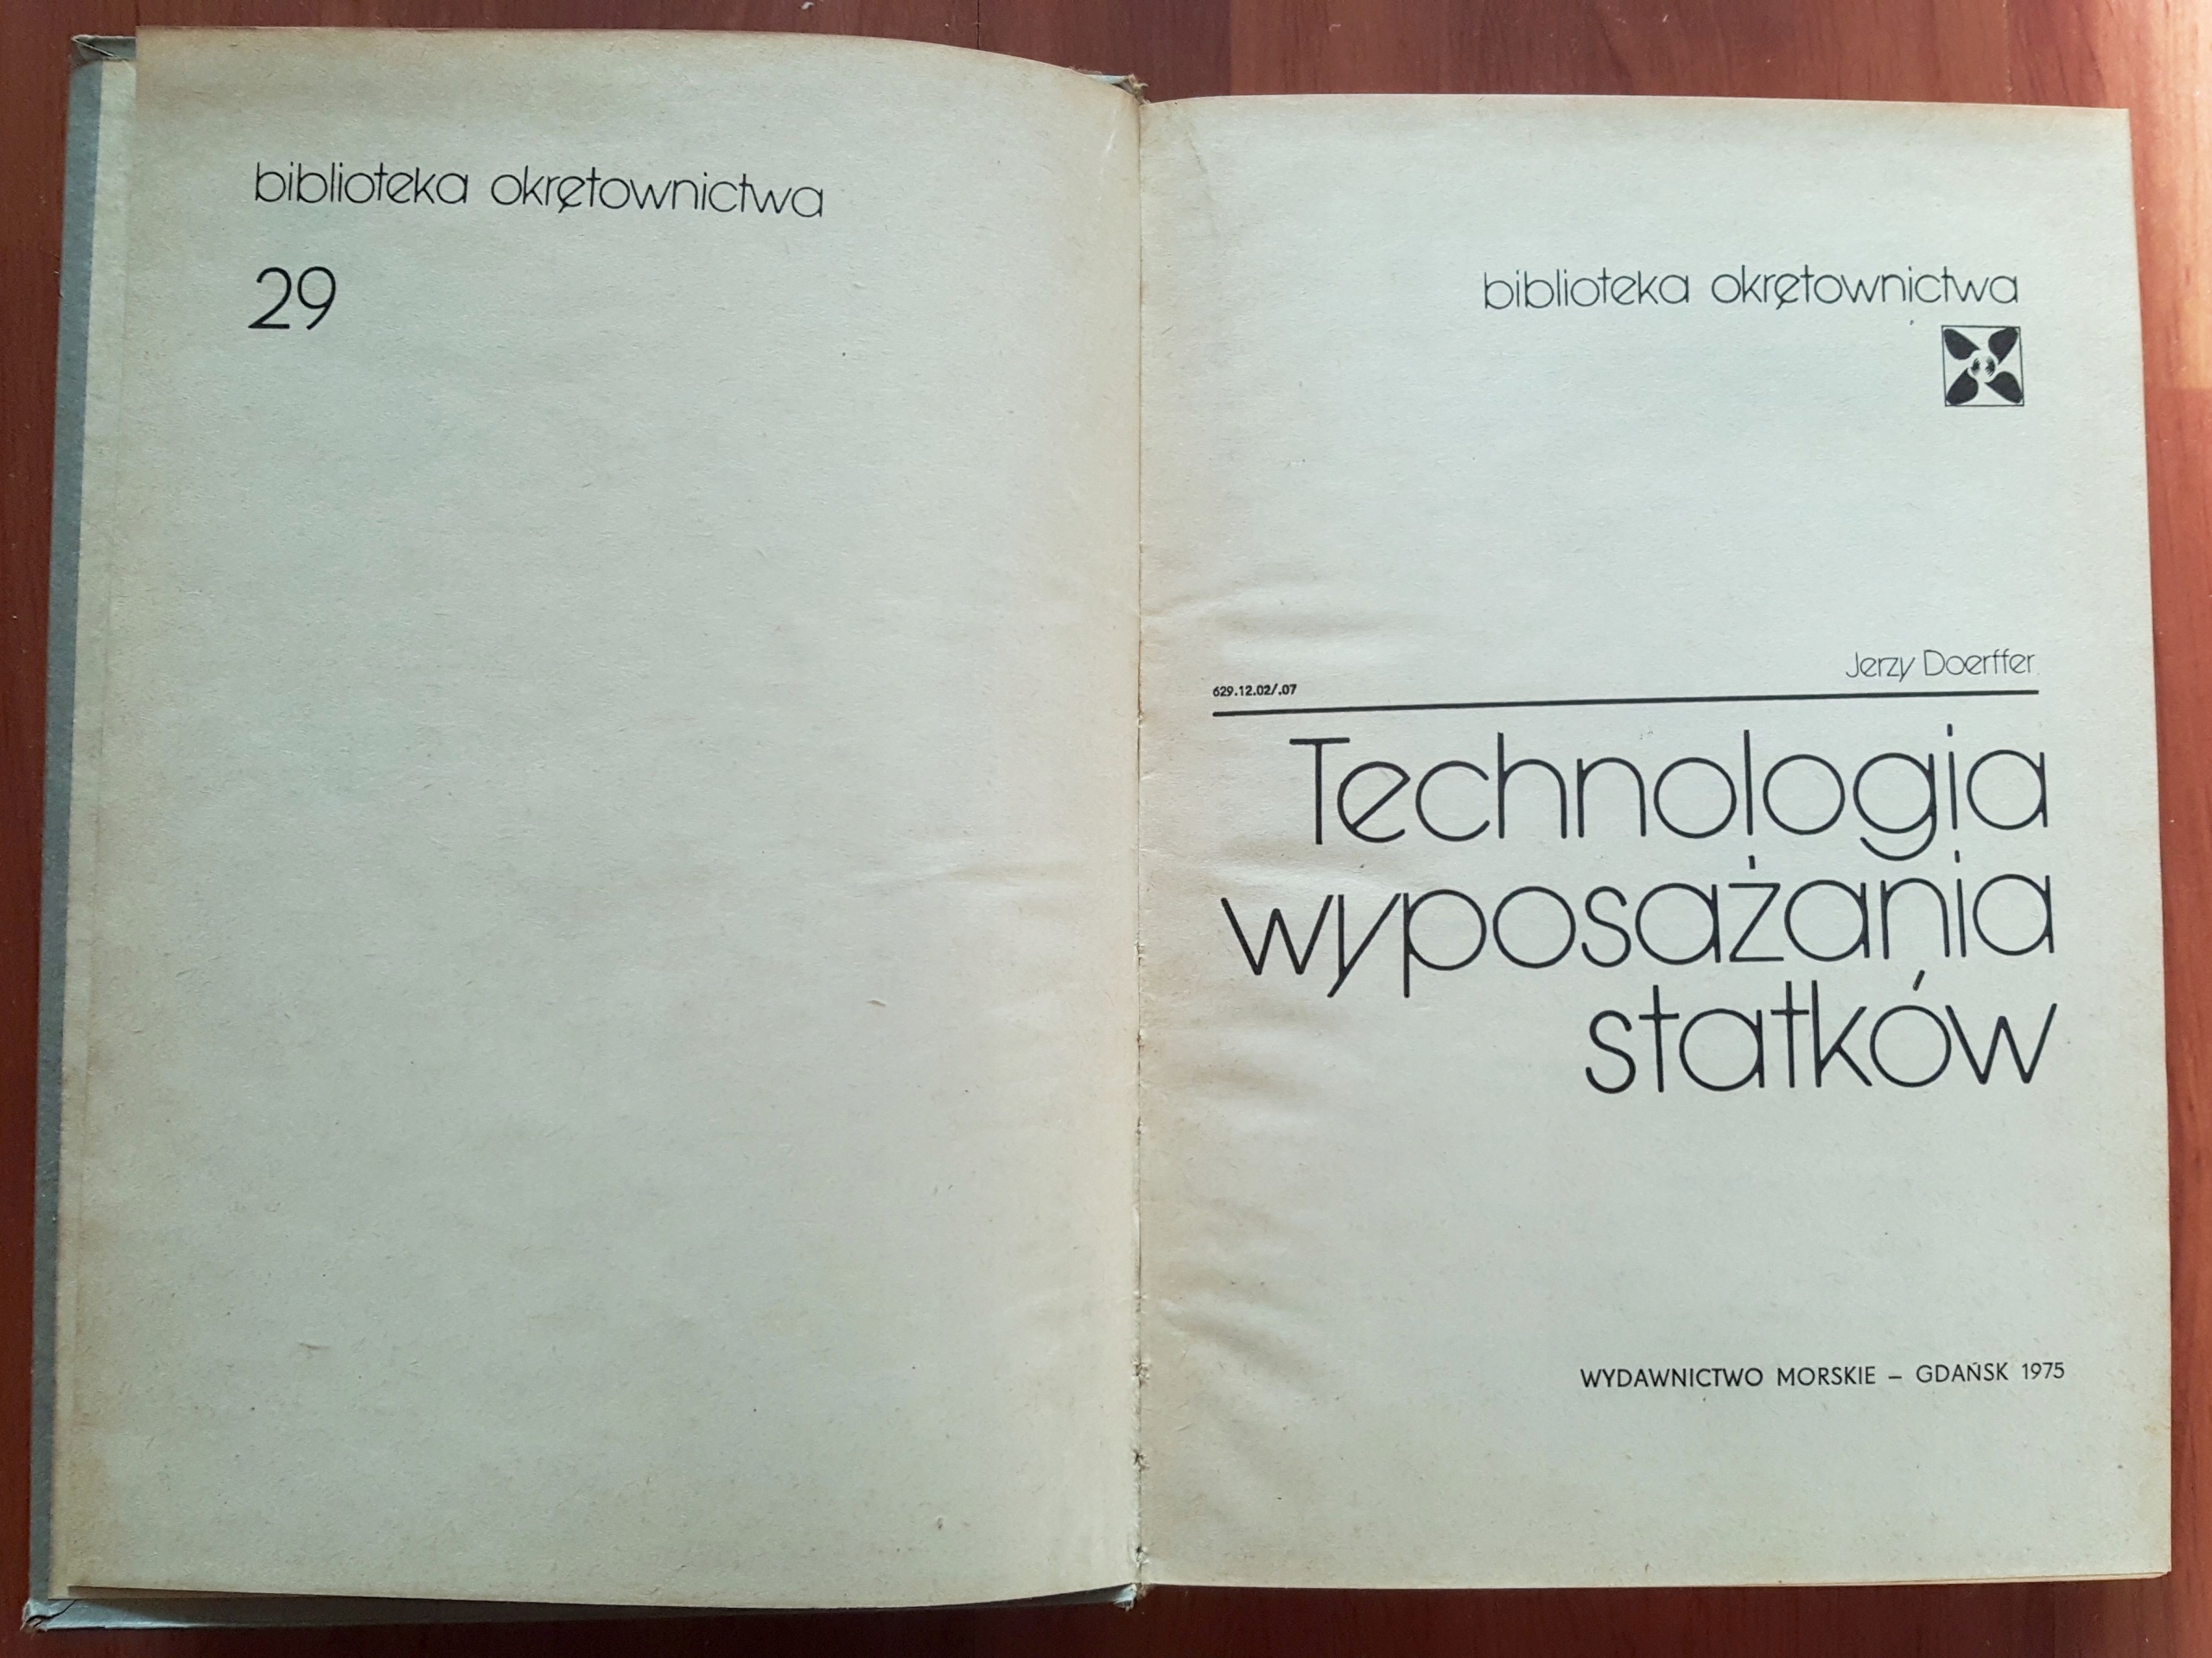 biblioteka okrętownictwa
29
biblioteka okrętownictwa
Jerzy Doerffer
629.12.02/.07
Technologia
wyposażania
statków
WYDAWNICTWO MORSKIE – GDAŃSK 1975